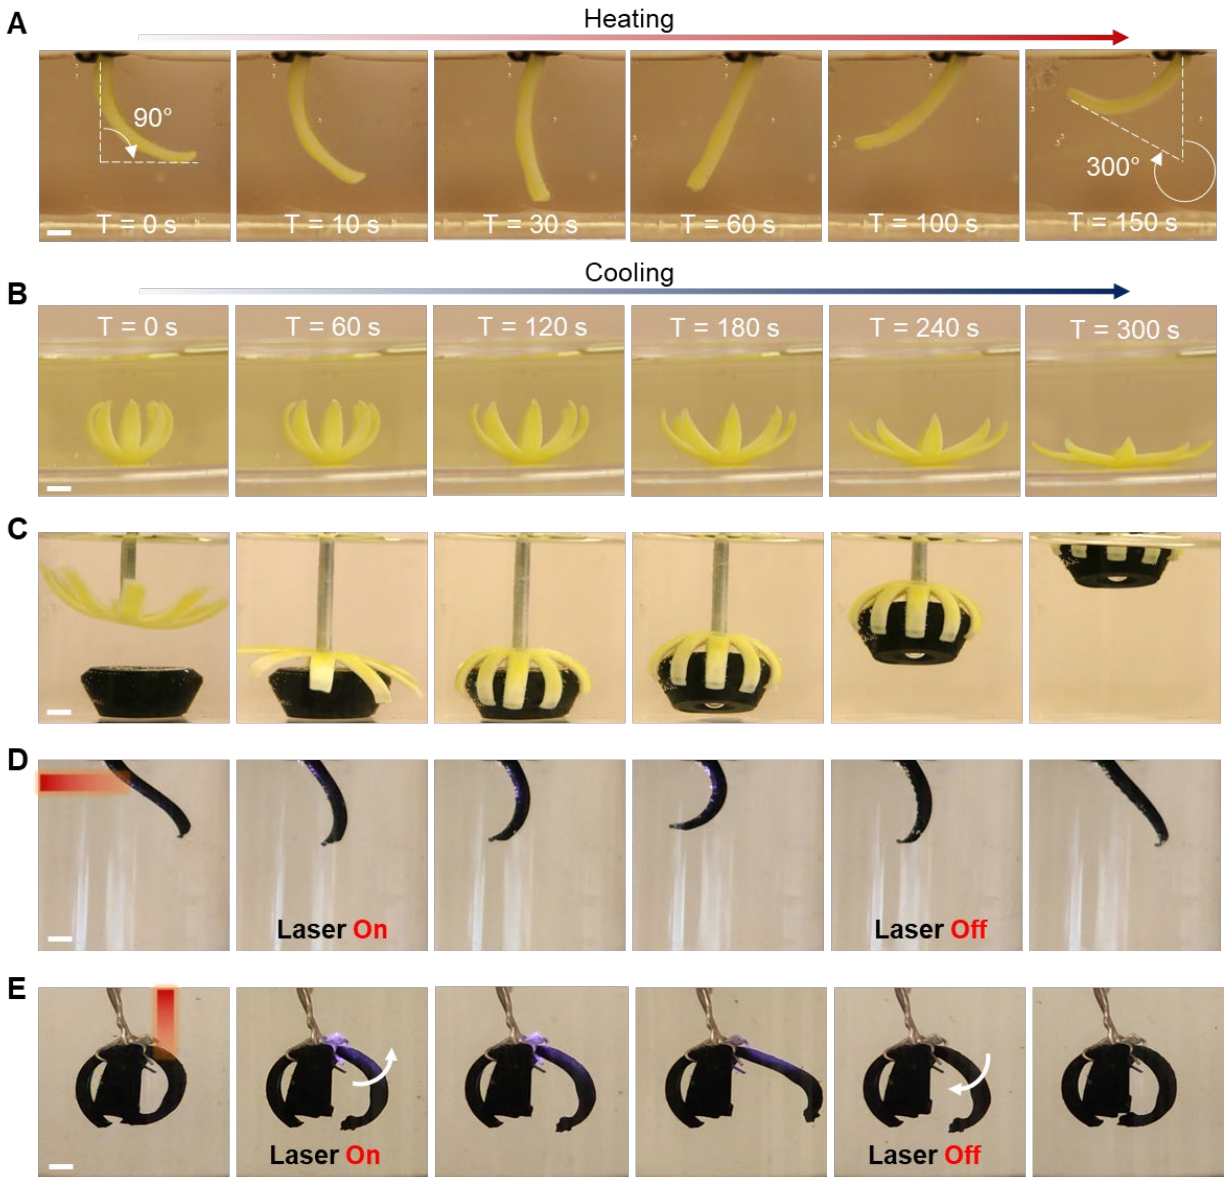 A
Heating
90°
300°
T = 0 s
T = 10 s
T = 30 s
T = 60 s
T = 100 s
T = 150 s
B
Cooling
T = 0 s
T = 60 s
T = 120 s
T = 180 s
T = 240 s
T = 300 s
C
D
Laser On
Laser Off
E
Laser On
Laser Off